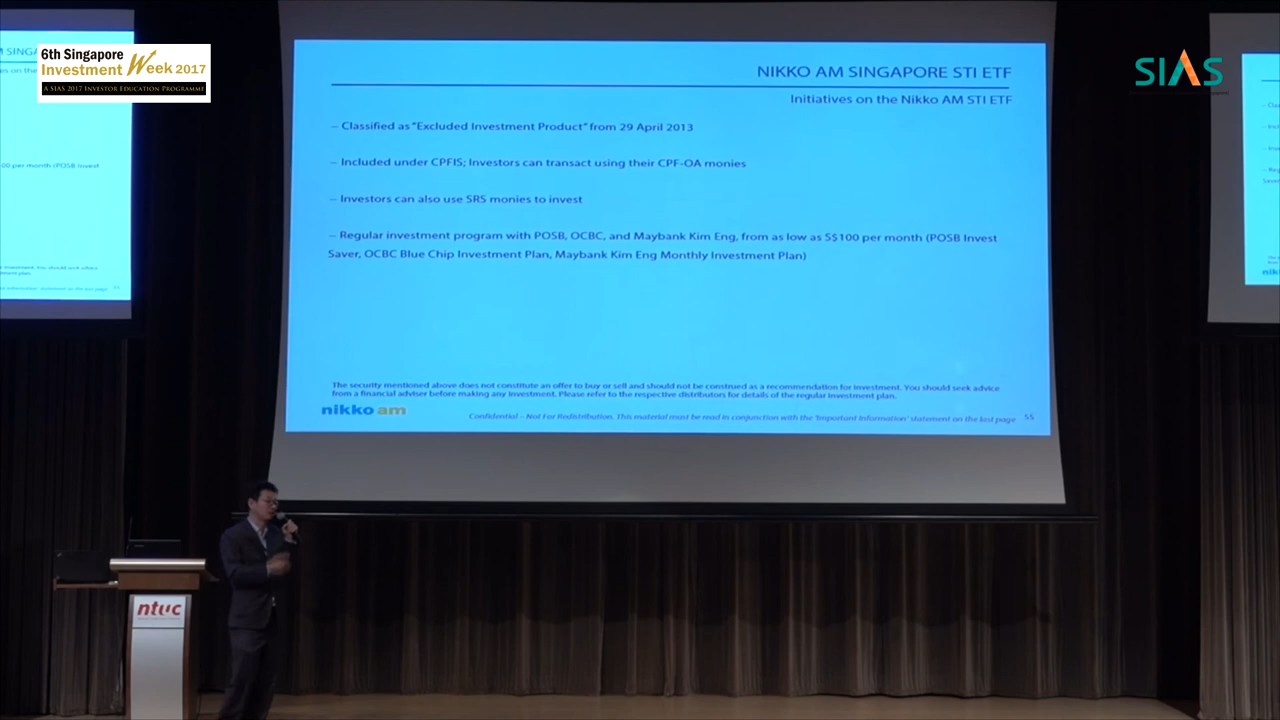 6th Singapore
Investment Week 2017
A SIAS 2017 INVESTOR EDUCATION PROGRAMME
SIAS
NIKKO AM SINGAPORE STI ETF
Initiatives on the Nikko AM STI ETF
– Classified as "Excluded Investment Product" from 29 April 2013
– Included under CPFIS; Investors can transact using their CPF-OA monies
– Investors can also use SRS monies to invest
– Regular investment program with POSB, OCBC, and Maybank Kim Eng, from as low as S$100 per month (POSB Invest
Saver, OCBC Blue Chip Investment Plan, Maybank Kim Eng Monthly Investment Plan)
The security mentioned above does not constitute an offer to buy or sell and should not be construed as a recommendation for investment. You should seek advice
from a financial adviser before making any investment. Please refer to the respective distributors for details of the regular investment plan.
nikko am
Confidential – Not For Redistribution. This material must be read in conjunction with the 'Important Information' statement on the last page
55
00 per month (POSB Invest
ntuc